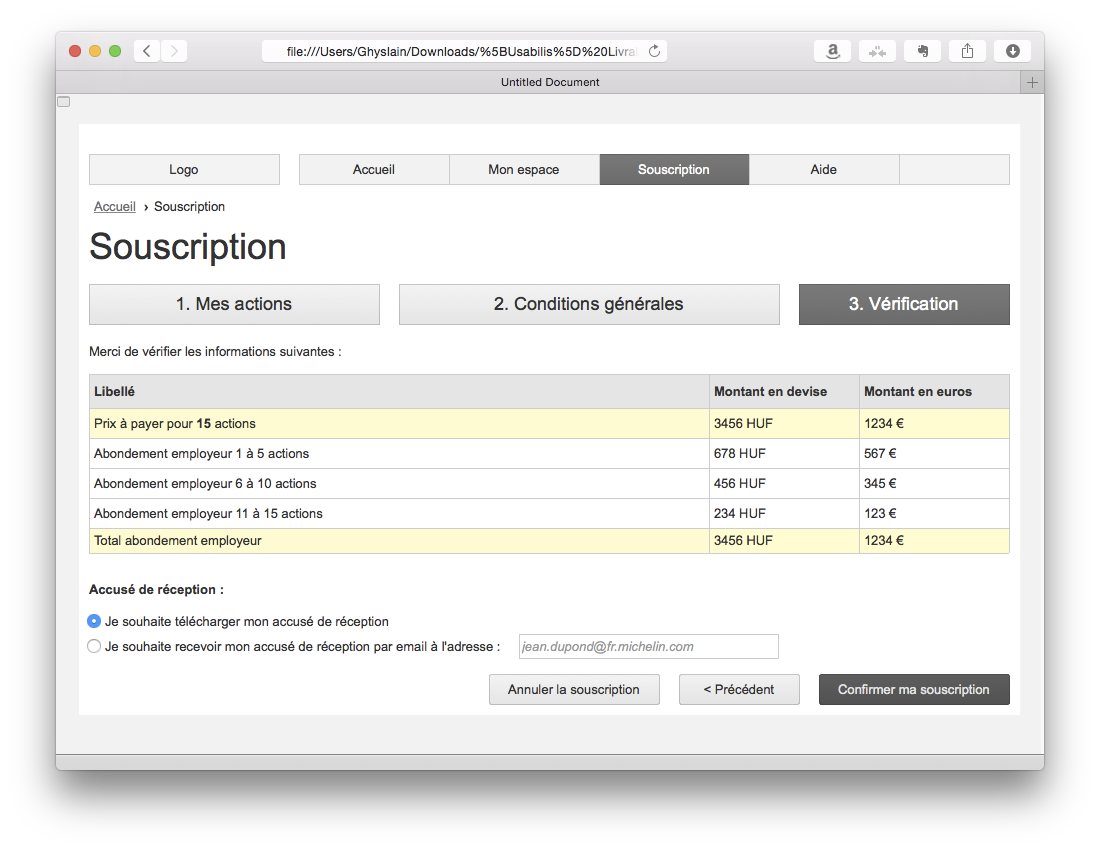 file:///Users/Ghyslain/Downloads/%5BUsabilis%5D%20Livra
Untitled Document
Logo Accueil Mon espace Souscription Aide
Accueil › Souscription
Souscription
1. Mes actions 2. Conditions générales 3. Vérification
Merci de vérifier les informations suivantes :
Libellé Montant en devise Montant en euros
Prix à payer pour 15 actions 3456 HUF 1234 €
Abondement employeur 1 à 5 actions 678 HUF 567 €
Abondement employeur 6 à 10 actions 456 HUF 345 €
Abondement employeur 11 à 15 actions 234 HUF 123 €
Total abondement employeur 3456 HUF 1234 €
Accusé de réception :
Je souhaite télécharger mon accusé de réception
Je souhaite recevoir mon accusé de réception par email à l'adresse : jean.dupond@fr.michelin.com
Annuler la souscription < Précédent Confirmer ma souscription